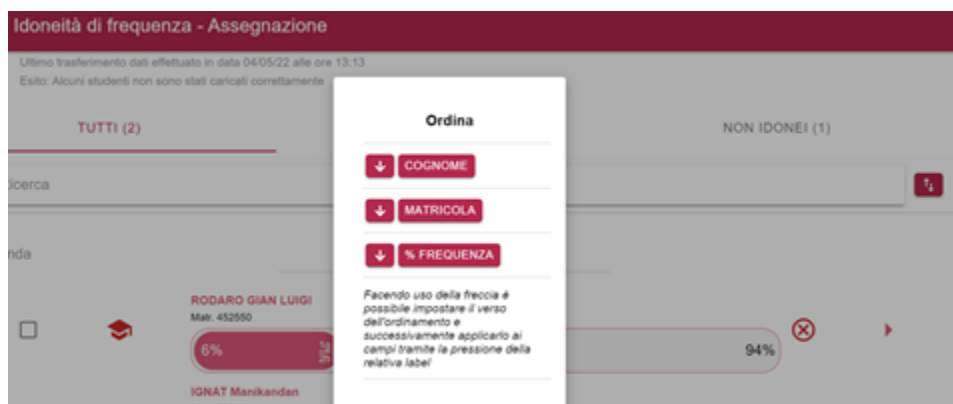 Idoneità di frequenza - Assegnazione
Ultimo trasferimento dati effettuato in data 04/05/22 alle ore 13:13
Esito: Alcuni studenti non sono stati caricati correttamente
TUTTI (2)
NON IDONEI (1)
icerca
Ordina
COGNOME
MATRICOLA
% FREQUENZA
Facendo uso della freccia è
possibile impostare il verso
dell'ordinamento e
successivamente applicarlo ai
campi tramite la pressione della
relativa label
nda
RODARO GIAN LUIGI
Matr. 452550
6%
94%
IGNAT Manikandan